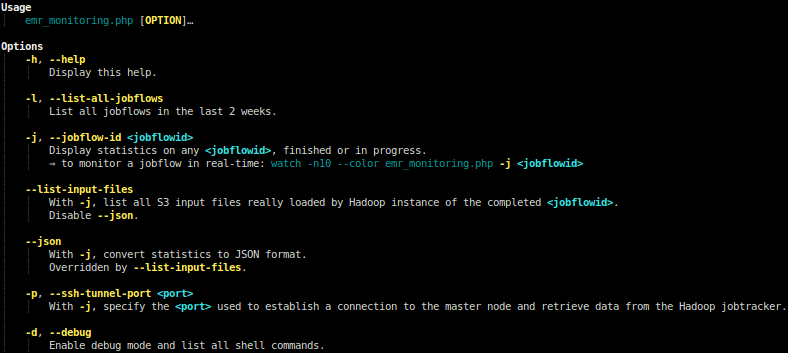 Usage
emr_monitoring.php [OPTION]…
Options
-h, --help
Display this help.
-l, --list-all-jobflows
List all jobflows in the last 2 weeks.
-j, --jobflow-id <jobflowid>
Display statistics on any <jobflowid>, finished or in progress.
⇒ to monitor a jobflow in real-time: watch -n10 --color emr_monitoring.php -j <jobflowid>
--list-input-files
With -j, list all S3 input files really loaded by Hadoop instance of the completed <jobflowid>.
Disable --json.
--json
With -j, convert statistics to JSON format.
Overridden by --list-input-files.
-p, --ssh-tunnel-port <port>
With -j, specify the <port> used to establish a connection to the master node and retrieve data from the Hadoop jobtracker.
-d, --debug
Enable debug mode and list all shell commands.